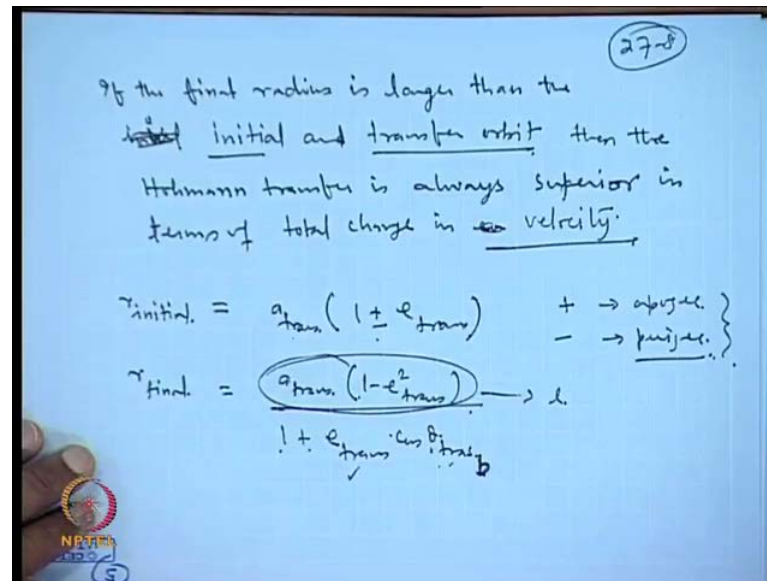 27-8
If the final radius is larger than the
initial and transfer orbit then the
Hohmann transfer is always superior in
terms of total change in velocity.
r initial. = a trans. ( 1 ± e trans ) + → apogee.
- → perigee.
r final. = a trans. (1 - e² trans) → l.
1 + e trans cos θ trans
NPTEL
5